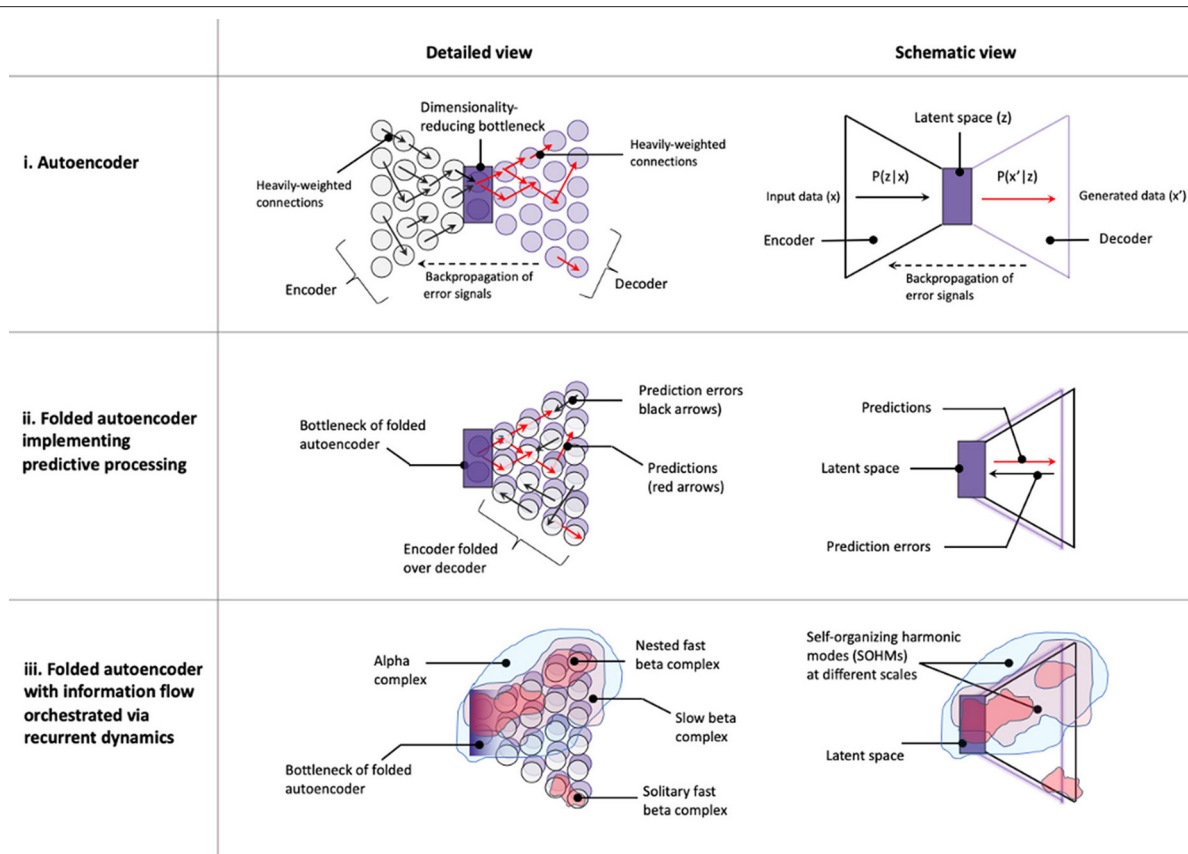 Detailed view
Schematic view
i. Autoencoder
Dimensionality-
reducing bottleneck
Heavily-weighted
connections
Heavily-weighted
connections
Backpropagation of
error signals
Encoder
Decoder
Latent space (z)
P(z|x)
P(x'|z)
Input data (x)
Generated data (x')
Encoder
Decoder
Backpropagation of
error signals
ii. Folded autoencoder
implementing
predictive processing
Bottleneck of folded
autoencoder
Prediction errors
black arrows)
Predictions
(red arrows)
Encoder folded
over decoder
Predictions
Latent space
Prediction errors
iii. Folded autoencoder
with information flow
orchestrated via
recurrent dynamics
Alpha
complex
Nested fast
beta complex
Slow beta
complex
Bottleneck of folded
autoencoder
Solitary fast
beta complex
Self-organizing harmonic
modes (SOHMs)
at different scales
Latent space